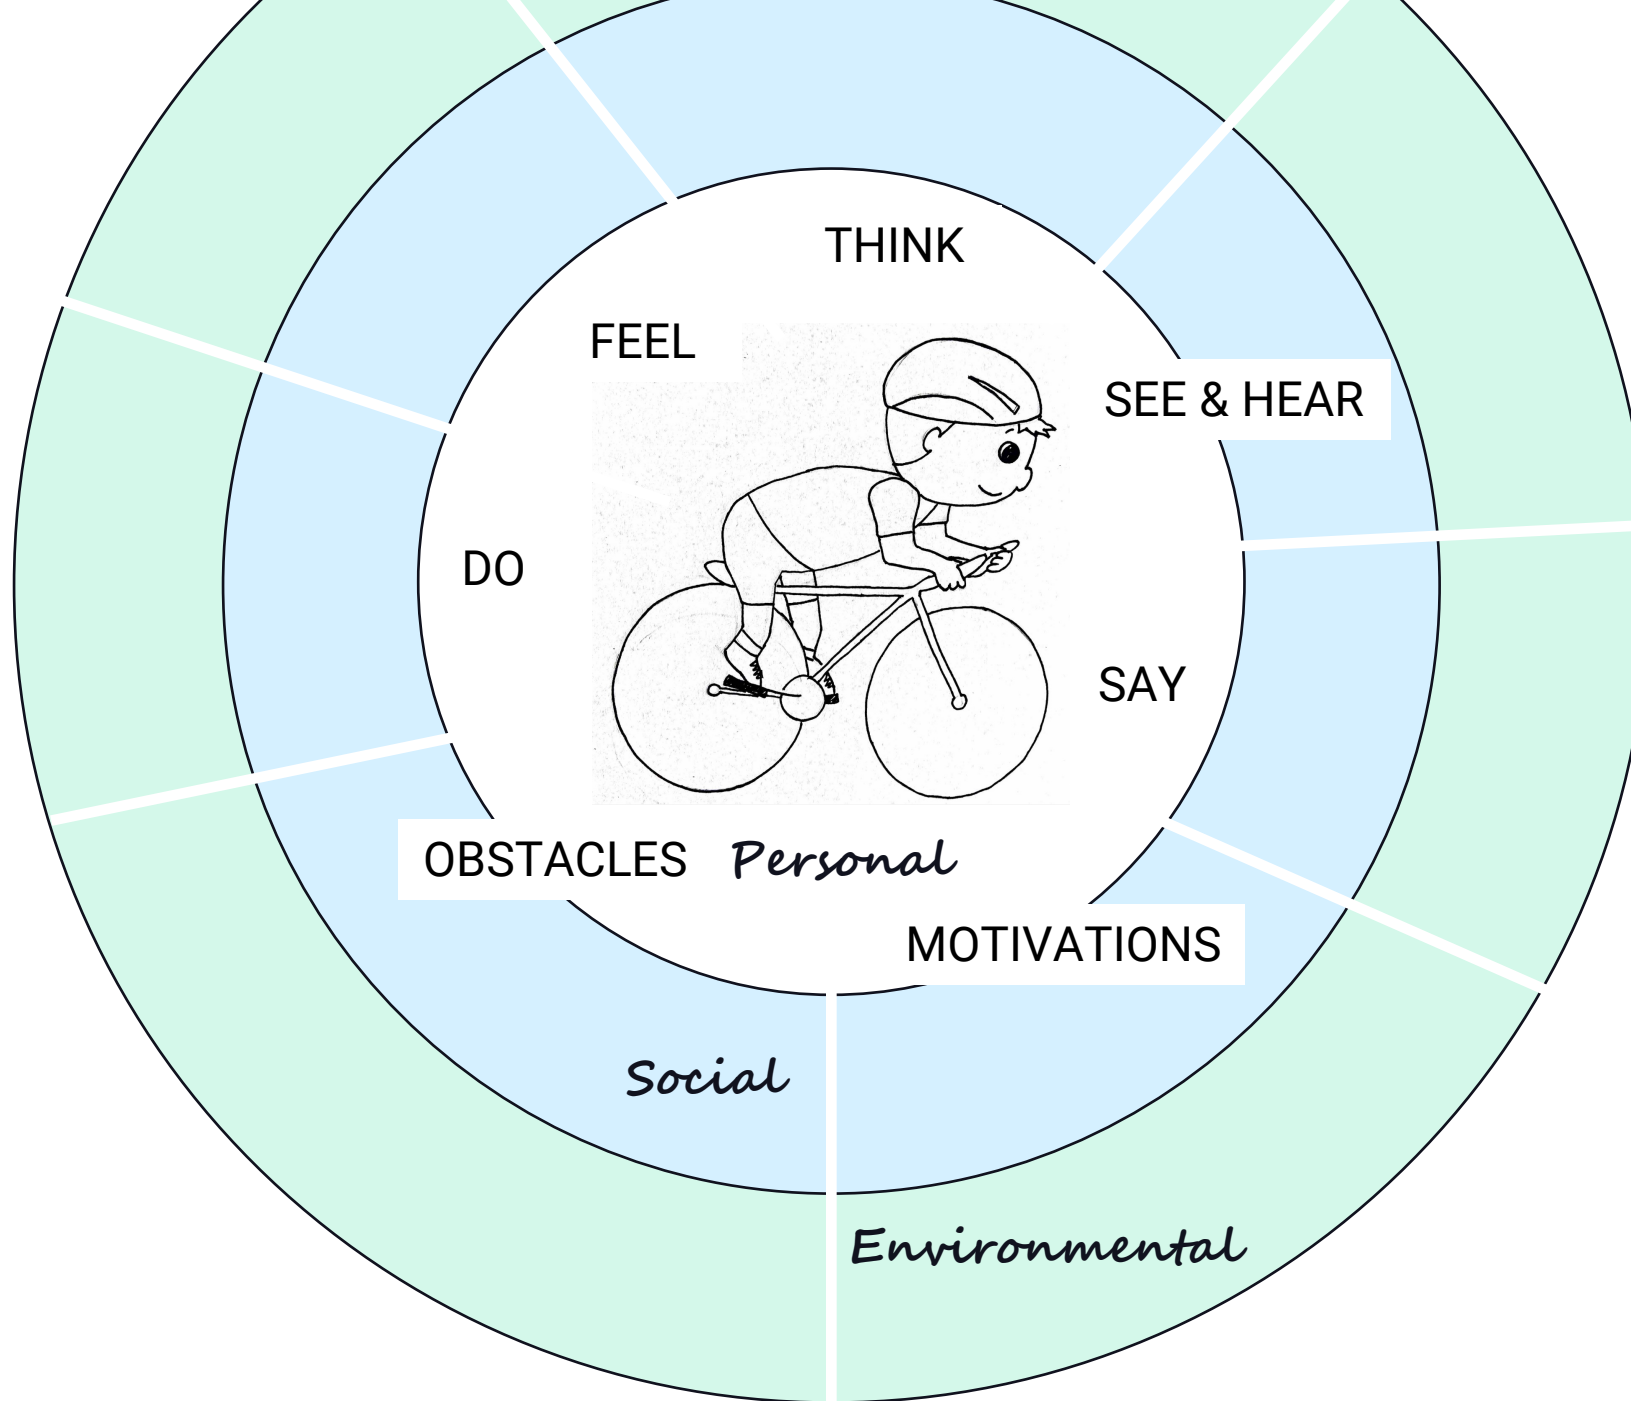 THINK
FEEL
SEE & HEAR
DO
SAY
OBSTACLES
Personal
MOTIVATIONS
Social
Environmental